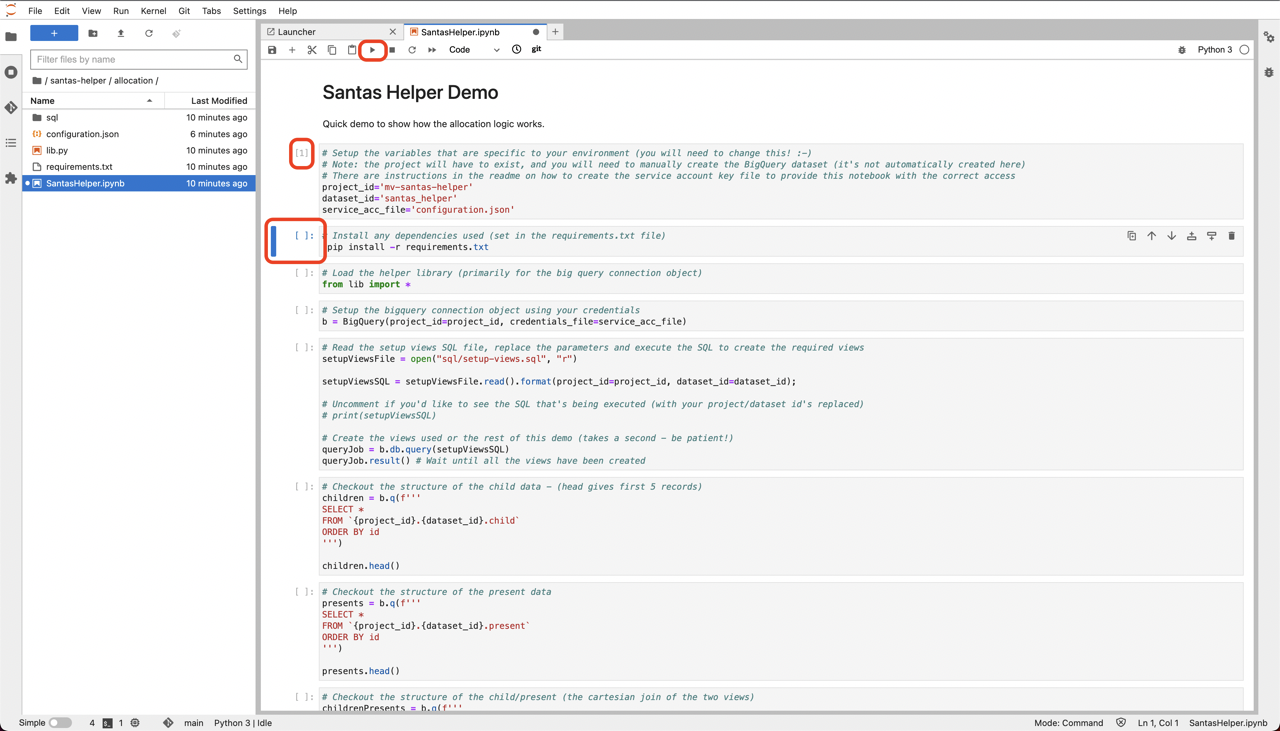 File Edit View Run Kernel Git Tabs Settings Help
+
Filter files by name
/ santas-helper / allocation /
Name Last Modified
sql 10 minutes ago
configuration.json 6 minutes ago
lib.py 10 minutes ago
requirements.txt 10 minutes ago
SantasHelper.ipynb 10 minutes ago
Launcher
SantasHelper.ipynb
+
Code
git
Python 3
Santas Helper Demo
Quick demo to show how the allocation logic works.
[1] # Setup the variables that are specific to your environment (you will need to change this! :-)
# Note: the project will have to exist, and you will need to manually create the BigQuery dataset (it's not automatically created here)
# There are instructions in the readme on how to create the service account key file to provide this notebook with the correct access
project_id='mv-santas-helper'
dataset_id='santas_helper'
service_acc_file='configuration.json'
[ ]: # Install any dependencies used (set in the requirements.txt file)
pip install -r requirements.txt
[ ]: # Load the helper library (primarily for the big query connection object)
from lib import *
[ ]: # Setup the bigquery connection object using your credentials
b = BigQuery(project_id=project_id, credentials_file=service_acc_file)
[ ]: # Read the setup views SQL file, replace the parameters and execute the SQL to create the required views
setupViewsFile = open("sql/setup-views.sql", "r")
setupViewsSQL = setupViewsFile.read().format(project_id=project_id, dataset_id=dataset_id);
# Uncomment if you'd like to see the SQL that's being executed (with your project/dataset id's replaced)
# print(setupViewsSQL)
# Create the views used or the rest of this demo (takes a second - be patient!)
queryJob = b.db.query(setupViewsSQL)
queryJob.result() # Wait until all the views have been created
[ ]: # Checkout the structure of the child data - (head gives first 5 records)
children = b.q(f'''
SELECT *
FROM `{project_id}.{dataset_id}.child`
ORDER BY id
''')
children.head()
[ ]: # Checkout the structure of the present data
presents = b.q(f'''
SELECT *
FROM `{project_id}.{dataset_id}.present`
ORDER BY id
''')
presents.head()
[ ]: # Checkout the structure of the child/present (the cartesian join of the two views)
childrenPresents = b.q(f'''
Simple 4 1 main Python 3 | Idle
Mode: Command Ln 1, Col 1 SantasHelper.ipynb